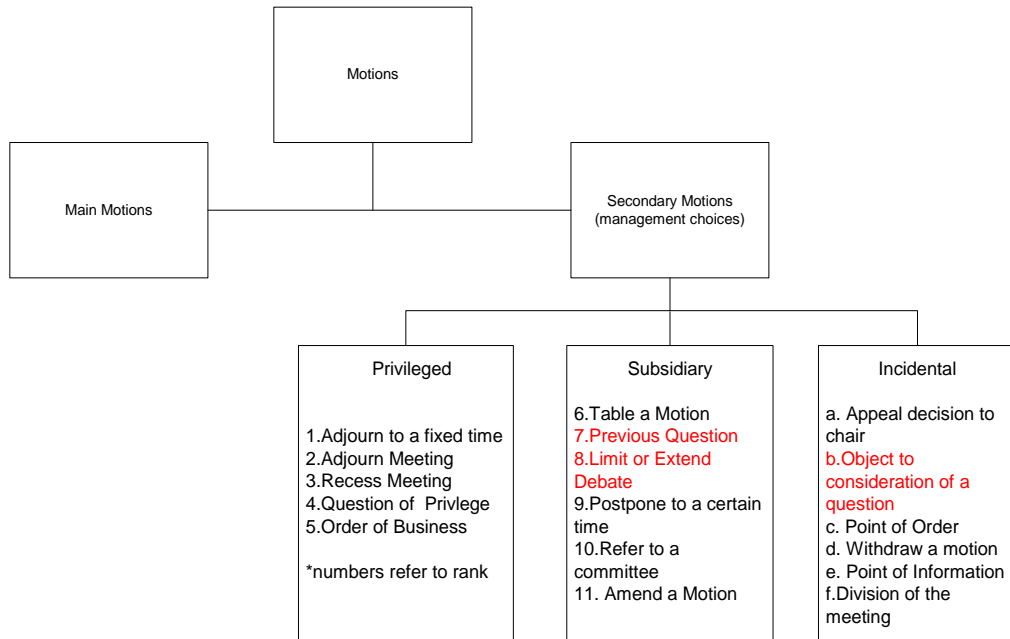 Motions
Main Motions
Secondary Motions
(management choices)
Privileged
1.Adjourn to a fixed time
2.Adjourn Meeting
3.Recess Meeting
4.Question of  Privlege
5.Order of Business
*numbers refer to rank
Subsidiary
6.Table a Motion
7.Previous Question
8.Limit or Extend
Debate
9.Postpone to a certain
time
10.Refer to a
committee
11. Amend a Motion
Incidental
a. Appeal decision to
chair
b.Object to
consideration of a
question
c. Point of Order
d. Withdraw a motion
e. Point of Information
f.Division of the
meeting